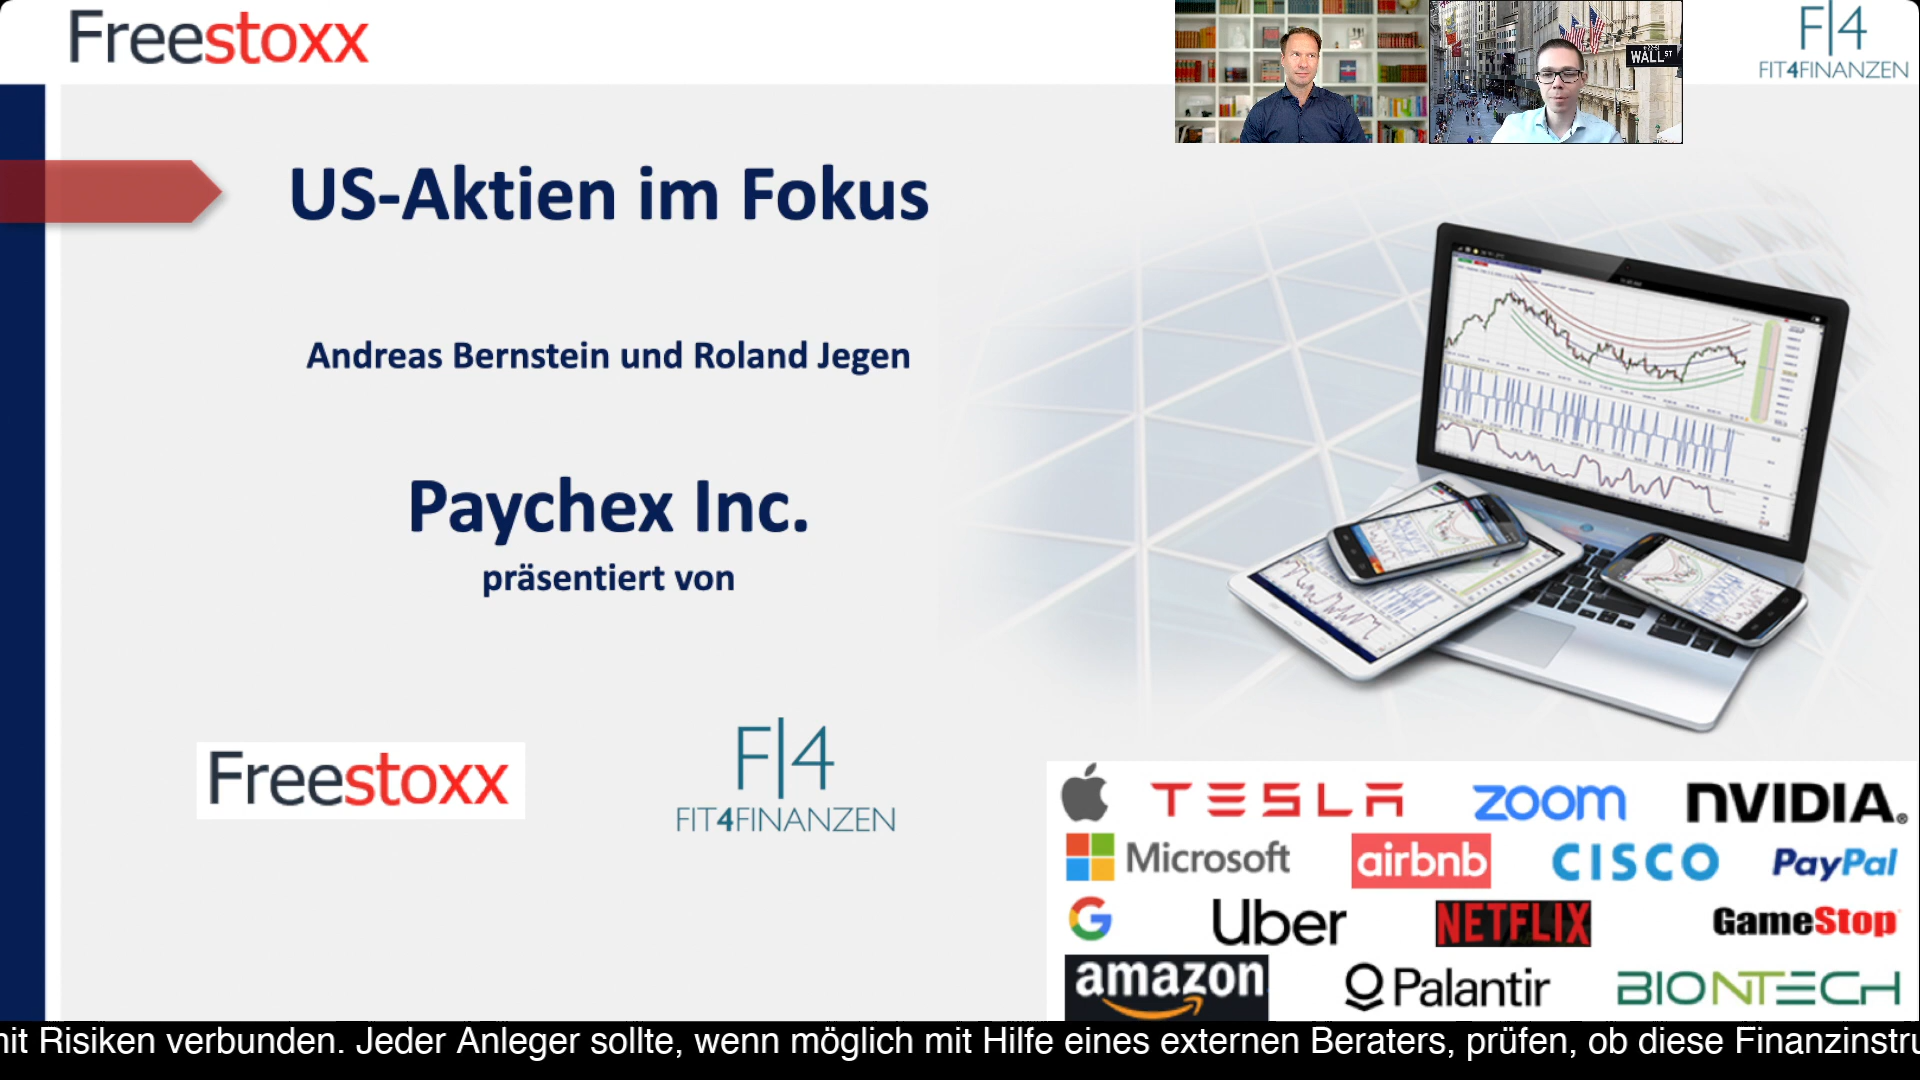 Freestoxx
WALL ST
F|4
FIT4FINANZEN
US-Aktien im Fokus
Andreas Bernstein und Roland Jegen
Paychex Inc.
präsentiert von
Freestoxx
F|4
FIT4FINANZEN
TESLA zoom NVIDIA.
Microsoft airbnb CISCO PayPal
G Uber NETFLIX GameStop
amazon Palantir BIONTECH
nit Risiken verbunden. Jeder Anleger sollte, wenn möglich mit Hilfe eines externen Beraters, prüfen, ob diese Finanzinstru